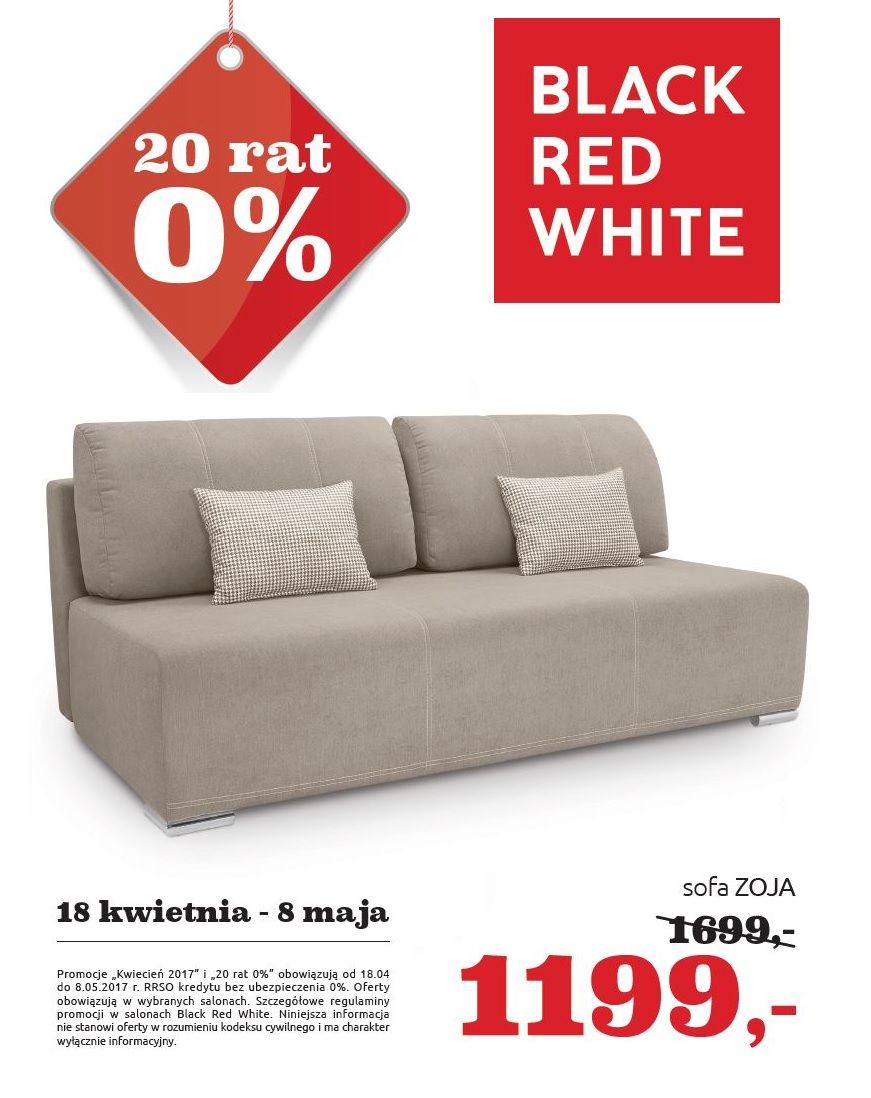 20 rat
0%
BLACK
RED
WHITE
sofa ZOJA
1699,-
1199,-
18 kwietnia - 8 maja
Promocje „Kwiecień 2017” i „20 rat 0%” obowiązują od 18.04
do 8.05.2017 r. RRSO kredytu bez ubezpieczenia 0%. Oferty
obowiązują w wybranych salonach. Szczegółowe regulaminy
promocji w salonach Black Red White. Niniejsza informacja
nie stanowi oferty w rozumieniu kodeksu cywilnego i ma charakter
wyłącznie informacyjny.